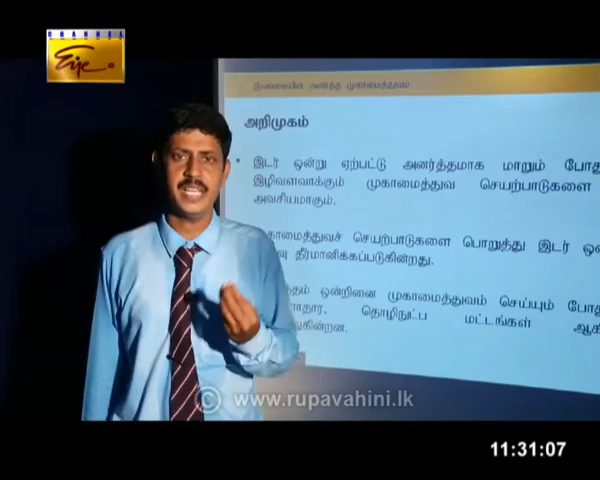 CHANNEL
Eye
இலங்கையின் அனர்த்த முகாமைத்துவம்
அறிமுகம்
• இடர் ஒன்று ஏற்பட்டு அனர்த்தமாக மாறும் போது
இழிவளவாக்கும் முகாமைத்துவ செயற்பாடுகளை
அவசியமாகும்.
காமைத்துவச் செயற்பாடுகளை பொறுத்து இடர்
தீர்மானிக்கப்படுகின்றது.
ஒன்றினை முகாமைத்துவம் செய்யும்
தொழிநுட்ப மட்டங்கள்
© www.rupavahini.lk
11:31:07